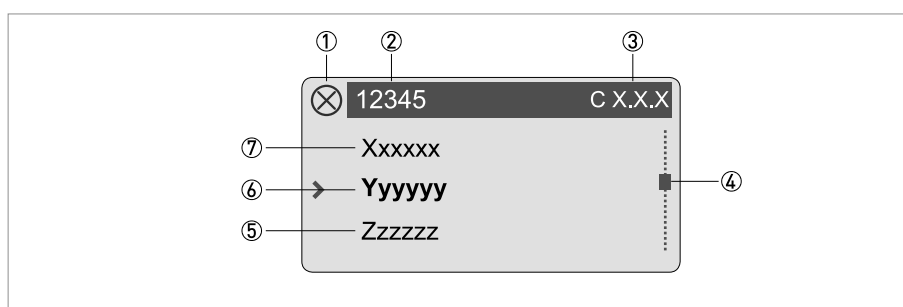 ① ② ③
12345 C X.X.X
⑦ Xxxxxx
⑥ Yyyyyy ④
⑤ Zzzzzz